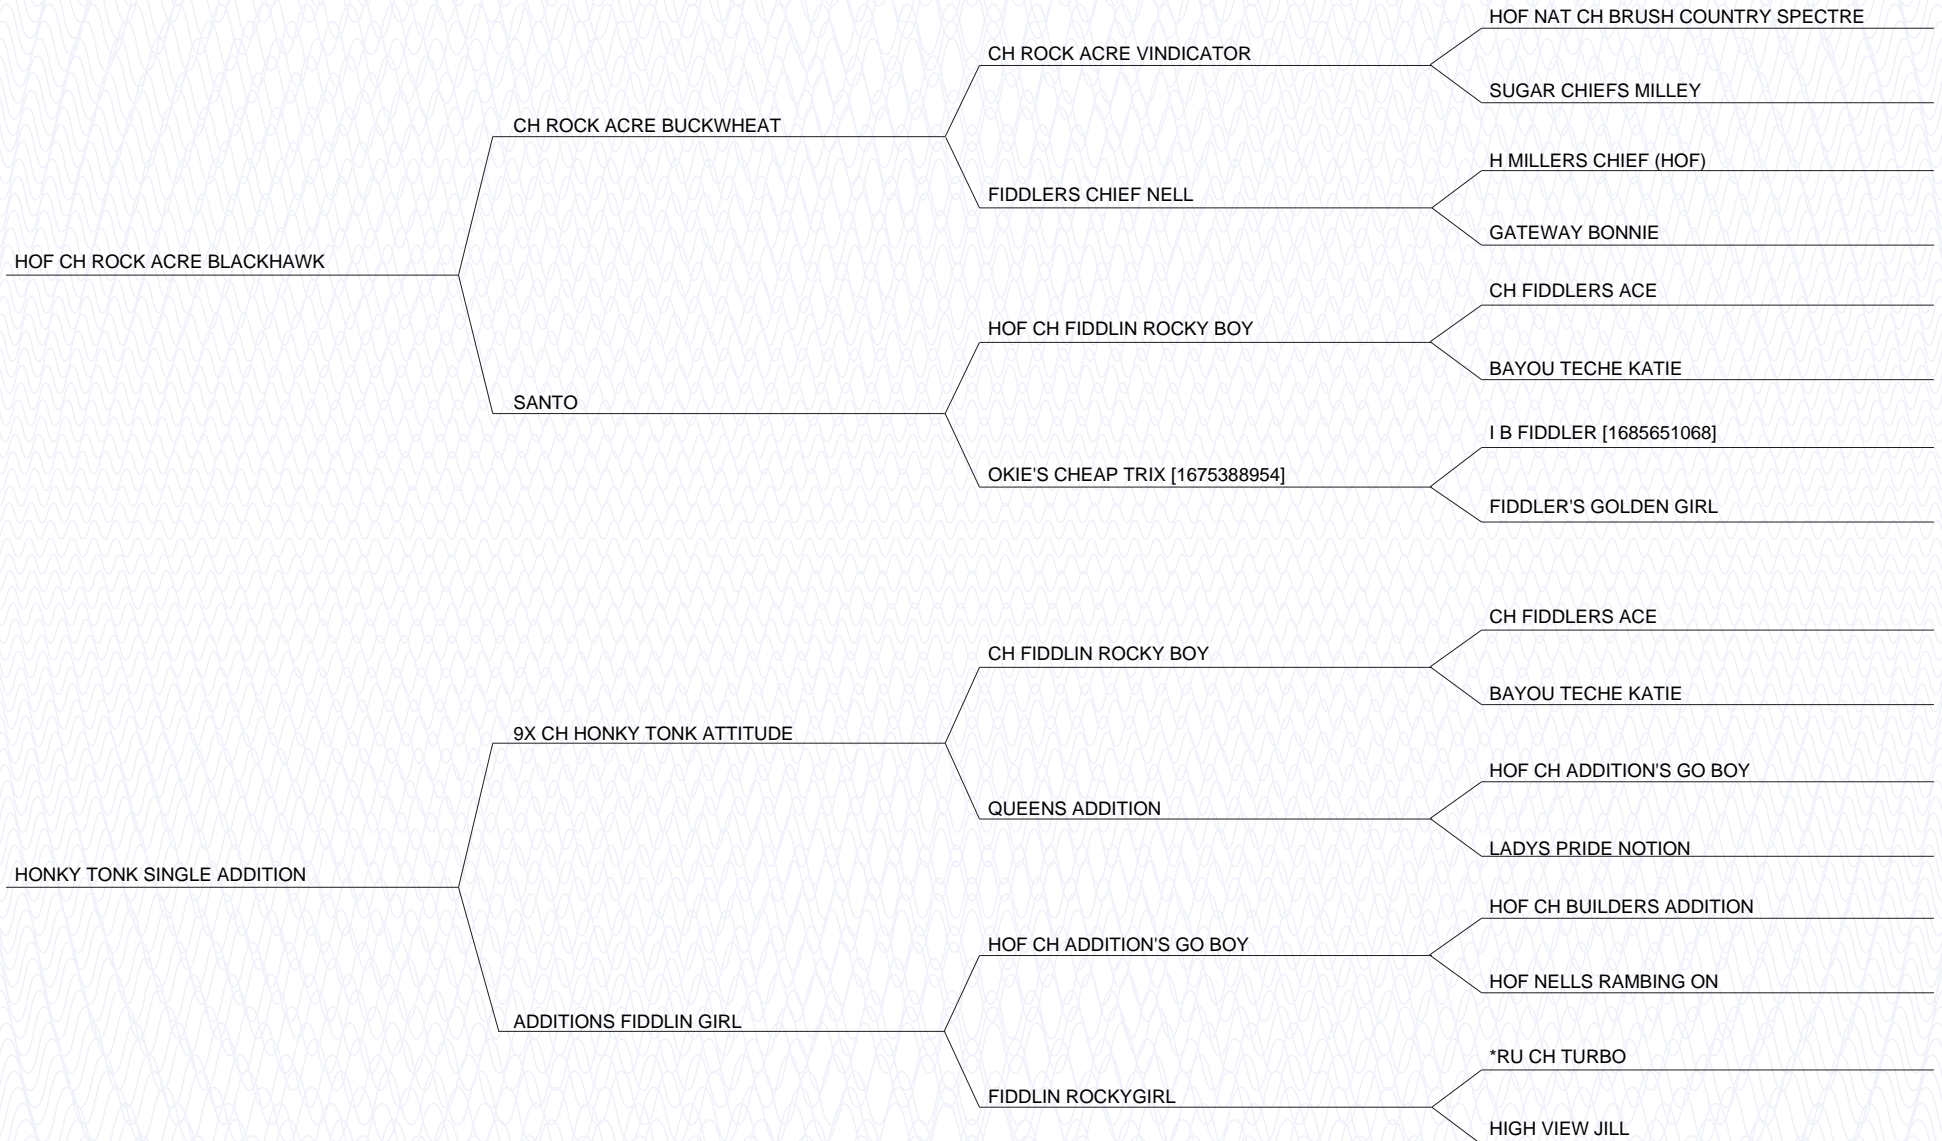 HOF NAT CH BRUSH COUNTRY SPECTRE
CH ROCK ACRE VINDICATOR
SUGAR CHIEFS MILLEY
CH ROCK ACRE BUCKWHEAT
H MILLERS CHIEF (HOF)
FIDDLERS CHIEF NELL
GATEWAY BONNIE
HOF CH ROCK ACRE BLACKHAWK
CH FIDDLERS ACE
HOF CH FIDDLIN ROCKY BOY
BAYOU TECHE KATIE
SANTO
I B FIDDLER [1685651068]
OKIE'S CHEAP TRIX [1675388954]
FIDDLER'S GOLDEN GIRL
CH FIDDLERS ACE
CH FIDDLIN ROCKY BOY
BAYOU TECHE KATIE
9X CH HONKY TONK ATTITUDE
HOF CH ADDITION'S GO BOY
QUEENS ADDITION
LADYS PRIDE NOTION
HONKY TONK SINGLE ADDITION
HOF CH BUILDERS ADDITION
HOF CH ADDITION'S GO BOY
HOF NELLS RAMBING ON
ADDITIONS FIDDLIN GIRL
*RU CH TURBO
FIDDLIN ROCKYGIRL
HIGH VIEW JILL